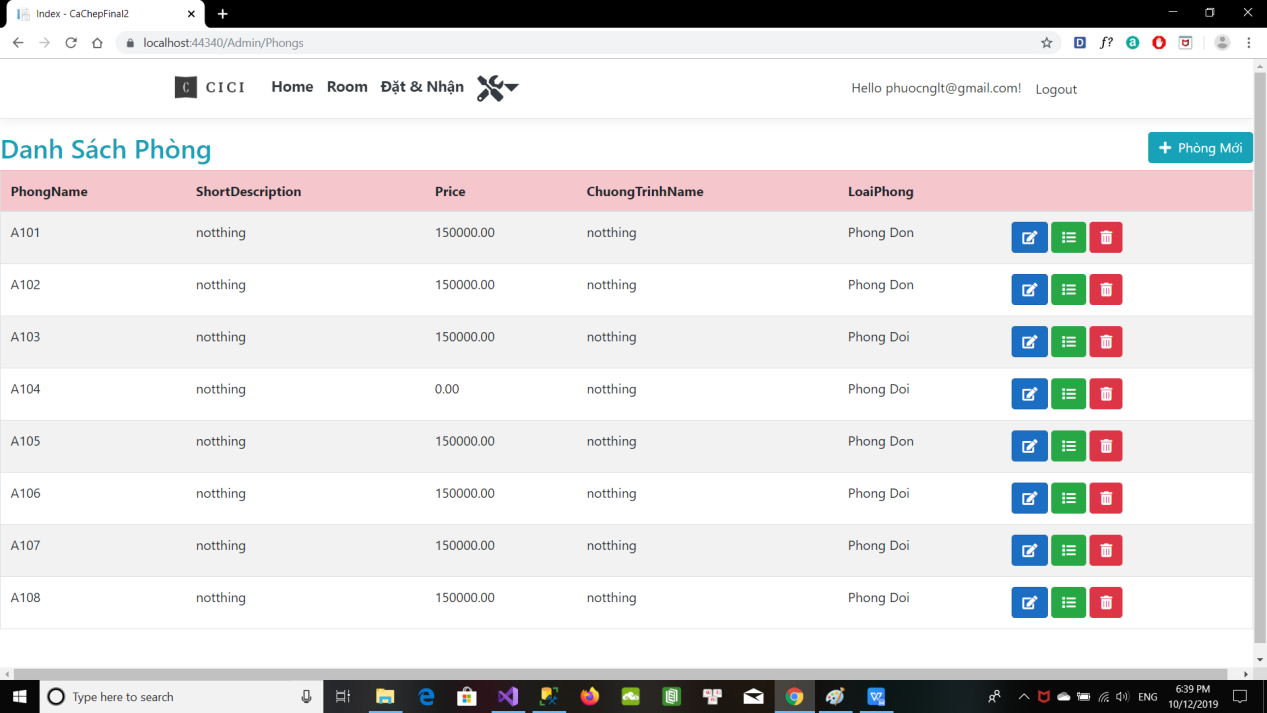 Index - CaChepFinal2
localhost:44340/Admin/Phongs
C CICI Home Room Đặt & Nhận Hello phuocnglt@gmail.com! Logout
Danh Sách Phòng
Phòng Mới
PhongName ShortDescription Price ChuongTrinhName LoaiPhong
A101 notthing 150000.00 notthing Phong Don
A102 notthing 150000.00 notthing Phong Don
A103 notthing 150000.00 notthing Phong Doi
A104 notthing 0.00 notthing Phong Doi
A105 notthing 150000.00 notthing Phong Don
A106 notthing 150000.00 notthing Phong Doi
A107 notthing 150000.00 notthing Phong Doi
A108 notthing 150000.00 notthing Phong Doi
Type here to search
ENG
6:39 PM
10/12/2019